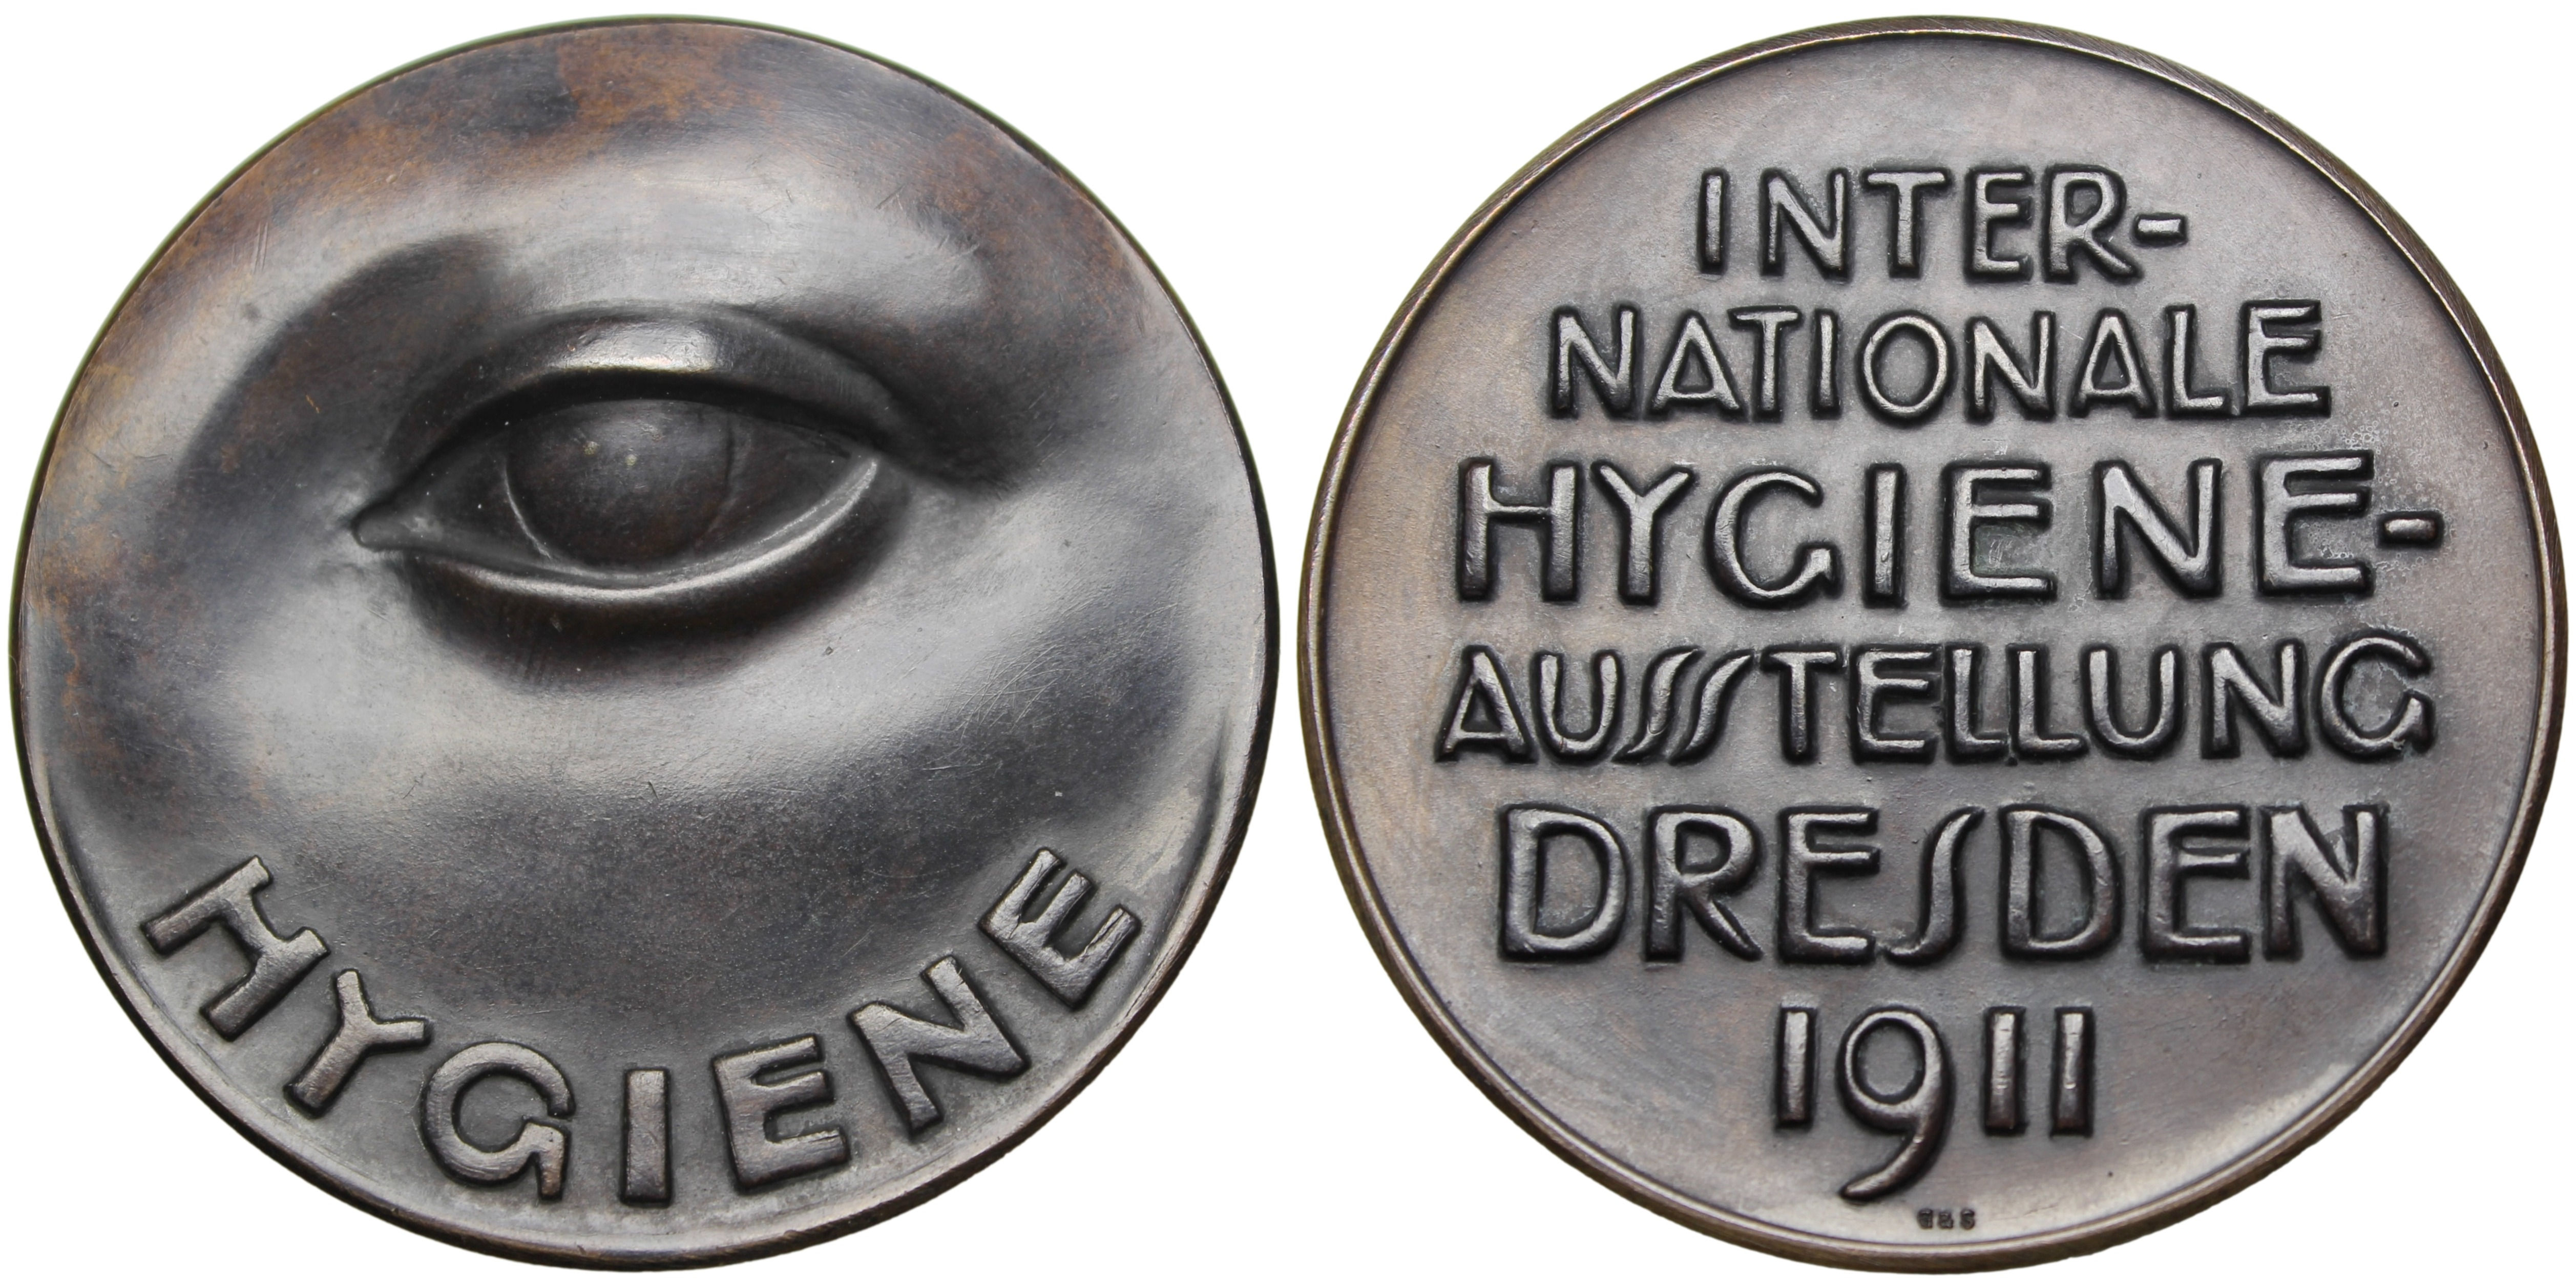 HYGIENE
INTER-
NATIONALE
HYGIENE-
AUSSTELLUNG
DRESDEN
1911